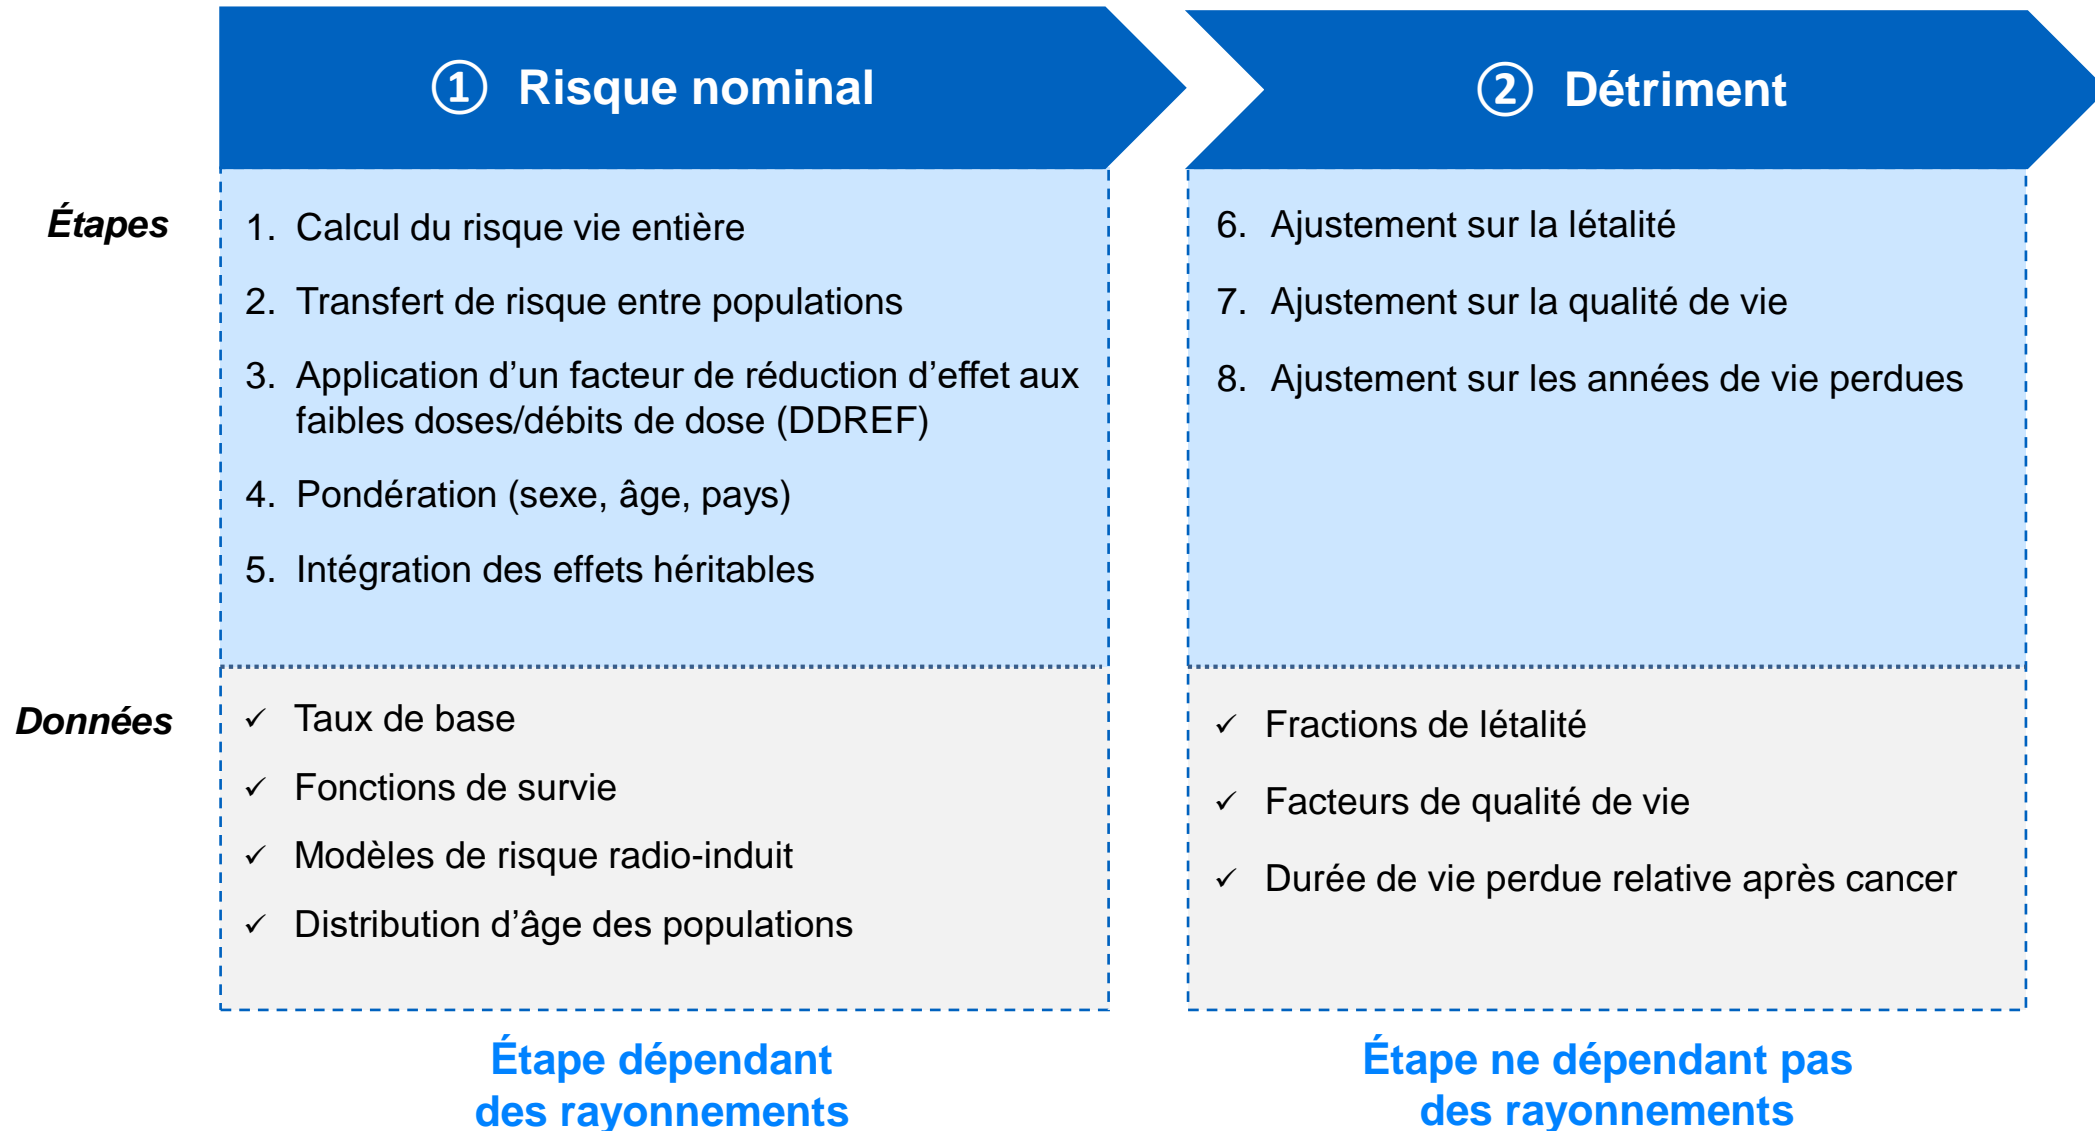 ① Risque nominal
② Détriment
Étapes
1. Calcul du risque vie entière
2. Transfert de risque entre populations
3. Application d’un facteur de réduction d’effet aux
faibles doses/débits de dose (DDREF)
4. Pondération (sexe, âge, pays)
5. Intégration des effets héritables
6. Ajustement sur la létalité
7. Ajustement sur la qualité de vie
8. Ajustement sur les années de vie perdues
Données
✓ Taux de base
✓ Fonctions de survie
✓ Modèles de risque radio-induit
✓ Distribution d’âge des populations
✓ Fractions de létalité
✓ Facteurs de qualité de vie
✓ Durée de vie perdue relative après cancer
Étape dépendant
des rayonnements
Étape ne dépendant pas
des rayonnements